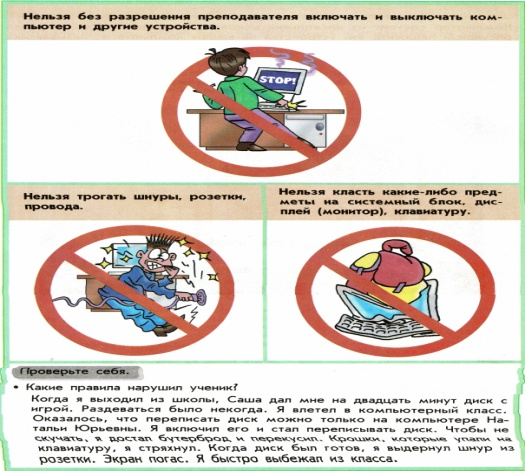 Нельзя без разрешения преподавателя включать и выключать ком-
пьютер и другие устройства.
STOP!
Нельзя трогать шнуры, розетки,
провода.
Нельзя класть какие-либо пред-
меты на системный блок, дис-
плей (монитор), клавиатуру.
Проверьте себя.
• Какие правила нарушил ученик?
Когда я выходил из школы, Саша дал мне на двадцать минут диск с
игрой. Раздеваться было некогда. Я влетел в компьютерный класс.
Оказалось, что переписать диск можно только на компьютере На-
тальи Юрьевны. Я включил его и стал переписывать диск. Чтобы не
скучать, я достал бутерброд и перекусил. Крошки, которые упали на
клавиатуру, я стряхнул. Когда диск был готов, я выдернул шнур из
розетки. Экран погас. Я быстро выбежал из класса.